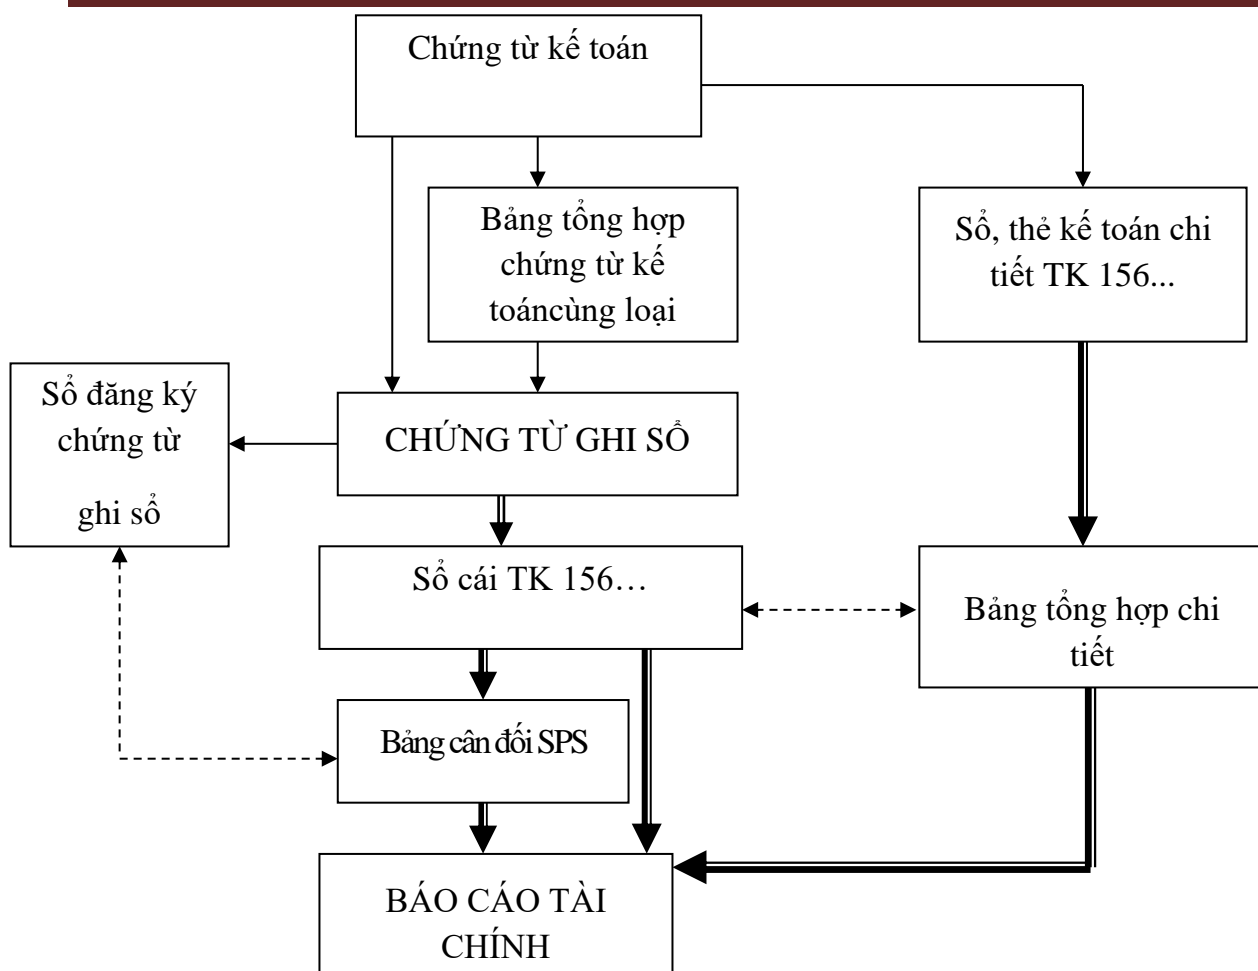 Chứng từ kế toán
Bảng tổng hợp
chứng từ kế
toáncùng loại
Sổ, thẻ kế toán chi
tiết TK 156...
Sổ đăng ký
chứng từ
ghi sổ
CHỨNG TỪ GHI SỔ
Sổ cái TK 156…
Bảng tổng hợp chi
tiết
Bảng cân đối SPS
BÁO CÁO TÀI
CHÍNH